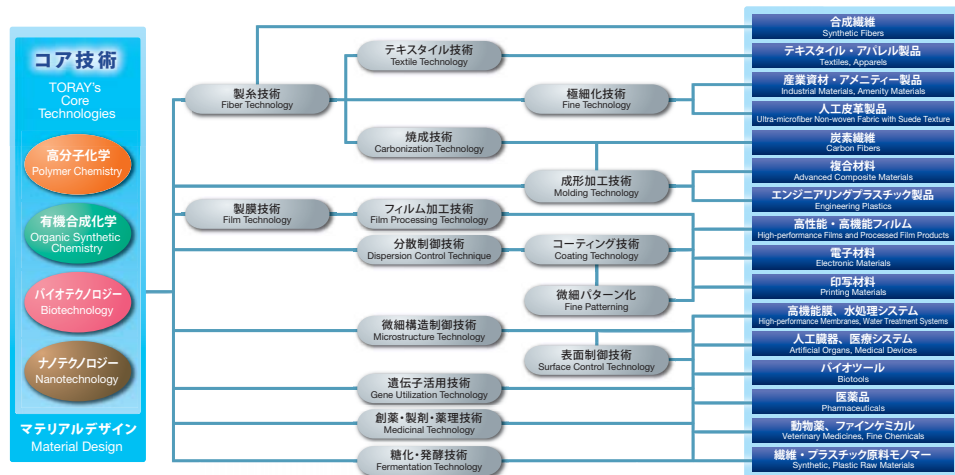 コア技術
TORAY's
Core
Technologies
高分子化学
Polymer Chemistry
有機合成化学
Organic Synthetic
Chemistry
バイオテクノロジー
Biotechnology
ナノテクノロジー
Nanotechnology
マテリアルデザイン
Material Design
製糸技術
Fiber Technology
製膜技術
Film Technology
テキスタイル技術
Textile Technology
焼成技術
Carbonization Technology
フィルム加工技術
Film Processing Technology
分散制御技術
Dispersion Control Technique
微細構造制御技術
Microstructure Technology
遺伝子活用技術
Gene Utilization Technology
創薬・製剤・薬理技術
Medicinal Technology
糖化・発酵技術
Fermentation Technology
極細化技術
Fine Technology
成形加工技術
Molding Technology
コーティング技術
Coating Technology
微細パターン化
Fine Patterning
表面制御技術
Surface Control Technology
合成繊維
Synthetic Fibers
テキスタイル・アパレル製品
Textiles, Apparels
産業資材・アメニティー製品
Industrial Materials, Amenity Materials
人工皮革製品
Ultra-microfiber Non-woven Fabric with Suede Texture
炭素繊維
Carbon Fibers
複合材料
Advanced Composite Materials
エンジニアリングプラスチック製品
Engineering Plastics
高性能・高機能フィルム
High-performance Films and Processed Film Products
電子材料
Electronic Materials
印写材料
Printing Materials
高機能膜、水処理システム
High-performance Membranes, Water Treatment Systems
人工臓器、医療システム
Artificial Organs, Medical Devices
バイオツール
Biotools
医薬品
Pharmaceuticals
動物薬、ファインケミカル
Veterinary Medicines, Fine Chemicals
繊維・プラスチック原料モノマー
Synthetic, Plastic Raw Materials